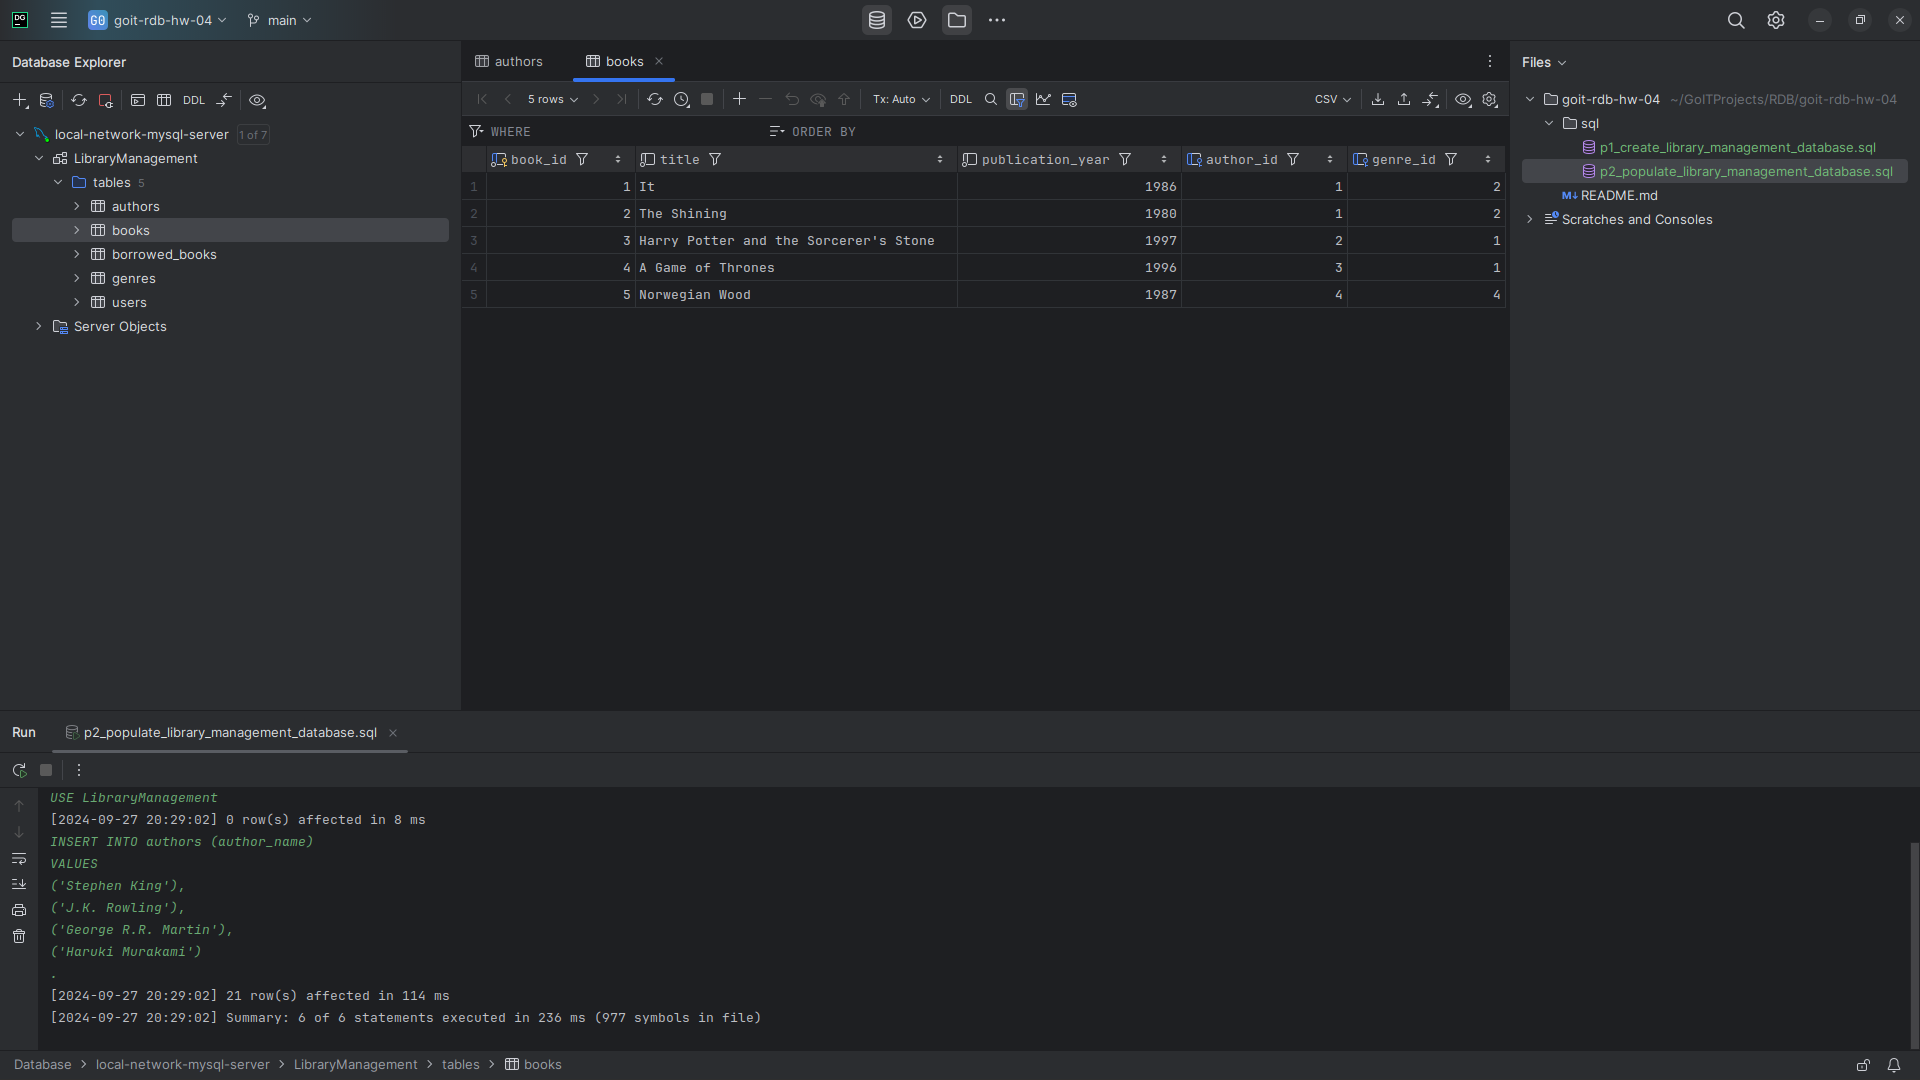 DG
GO goit-rdb-hw-04 main
Database Explorer
DDL
local-network-mysql-server 1 of 7
LibraryManagement
tables 5
authors
books
borrowed_books
genres
users
Server Objects
authors books
5 rows Tx: Auto DDL CSV
WHERE ORDER BY
book_id title publication_year author_id genre_id
1 1 It 1986 1 2
2 2 The Shining 1980 1 2
3 3 Harry Potter and the Sorcerer's Stone 1997 2 1
4 4 A Game of Thrones 1996 3 1
5 5 Norwegian Wood 1987 4 4
Files
goit-rdb-hw-04 ~/GoITProjects/RDB/goit-rdb-hw-04
sql
p1_create_library_management_database.sql
p2_populate_library_management_database.sql
M↓ README.md
Scratches and Consoles
Run p2_populate_library_management_database.sql
USE LibraryManagement
[2024-09-27 20:29:02] 0 row(s) affected in 8 ms
INSERT INTO authors (author_name)
VALUES
('Stephen King'),
('J.K. Rowling'),
('George R.R. Martin'),
('Haruki Murakami')
.
[2024-09-27 20:29:02] 21 row(s) affected in 114 ms
[2024-09-27 20:29:02] Summary: 6 of 6 statements executed in 236 ms (977 symbols in file)
Database > local-network-mysql-server > LibraryManagement > tables > books